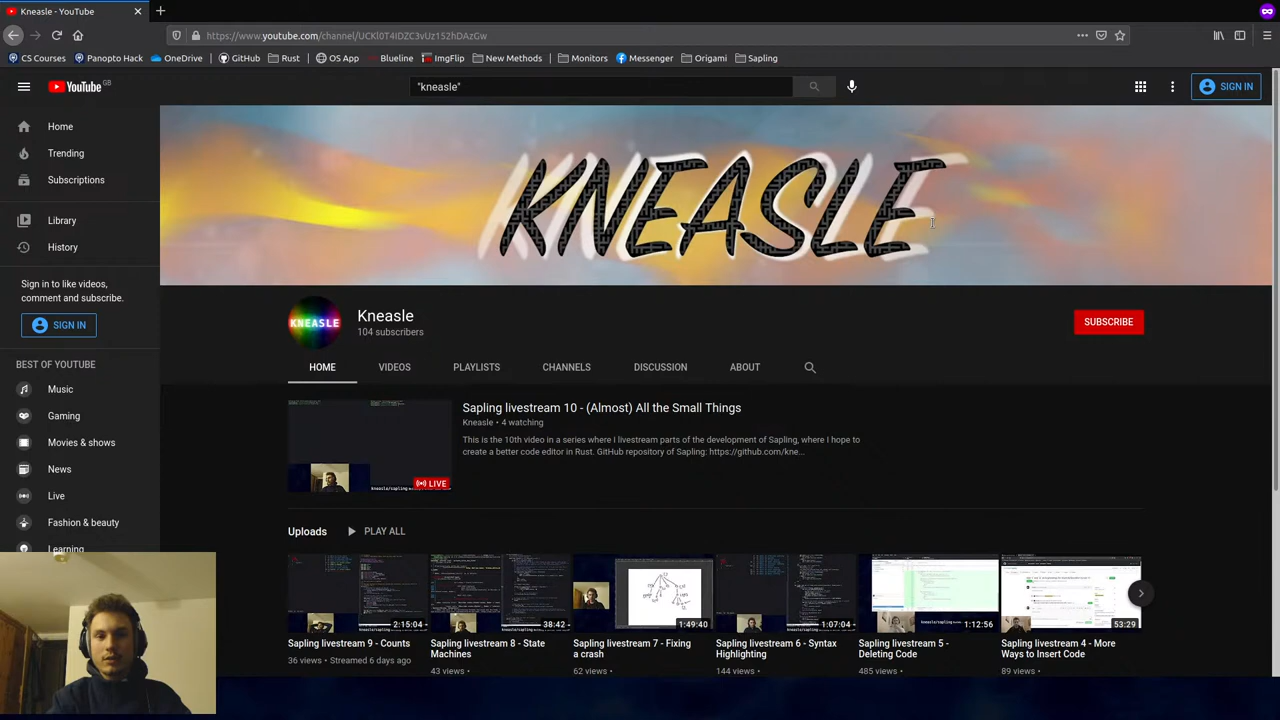 Kneasle - YouTube
https://www.youtube.com/channel/UCKl0T4IDZC3vUz152hDAzGw
CS Courses Panopto Hack OneDrive GitHub Rust OS App Blueline ImgFlip New Methods Monitors Messenger Origami Sapling
YouTube GB
"kneasle"
SIGN IN
Home
Trending
Subscriptions
Library
History
Sign in to like videos,
comment and subscribe.
SIGN IN
BEST OF YOUTUBE
Music
Gaming
Movies & shows
News
Live
Fashion & beauty
Learning
KNEASLE
KNEASLE
Kneasle
104 subscribers
SUBSCRIBE
HOME VIDEOS PLAYLISTS CHANNELS DISCUSSION ABOUT
Sapling livestream 10 - (Almost) All the Small Things
Kneasle • 4 watching
This is the 10th video in a series where I livestream parts of the development of Sapling, where I hope to
create a better code editor in Rust. GitHub repository of Sapling: https://github.com/kne...
LIVE
Uploads PLAY ALL
2:15:04
Sapling livestream 9 - Counts
36 views • Streamed 6 days ago
38:42
Sapling livestream 8 - State
Machines
43 views •
1:49:40
Sapling livestream 7 - Fixing
a crash
62 views •
1:07:04
Sapling livestream 6 - Syntax
Highlighting
144 views •
1:12:56
Sapling livestream 5 -
Deleting Code
485 views •
53:29
Sapling livestream 4 - More
Ways to Insert Code
89 views •